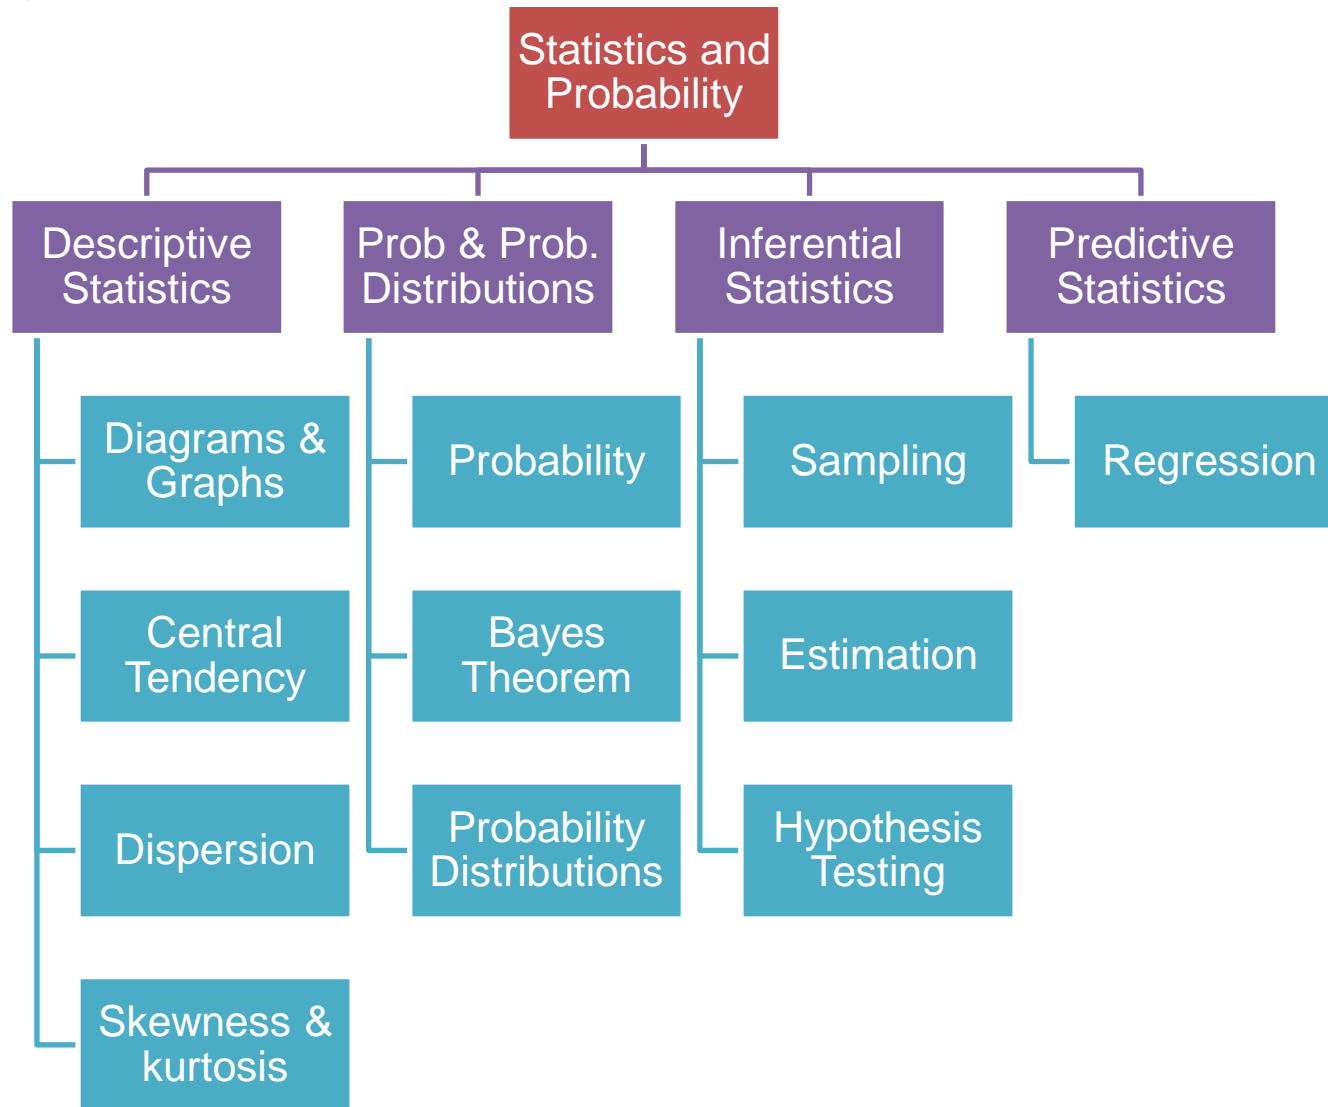 Statistics and
Probability
Descriptive
Statistics
Prob & Prob.
Distributions
Inferential
Statistics
Predictive
Statistics
Diagrams &
Graphs
Probability
Sampling
Regression
Central
Tendency
Bayes
Theorem
Estimation
Dispersion
Probability
Distributions
Hypothesis
Testing
Skewness &
kurtosis